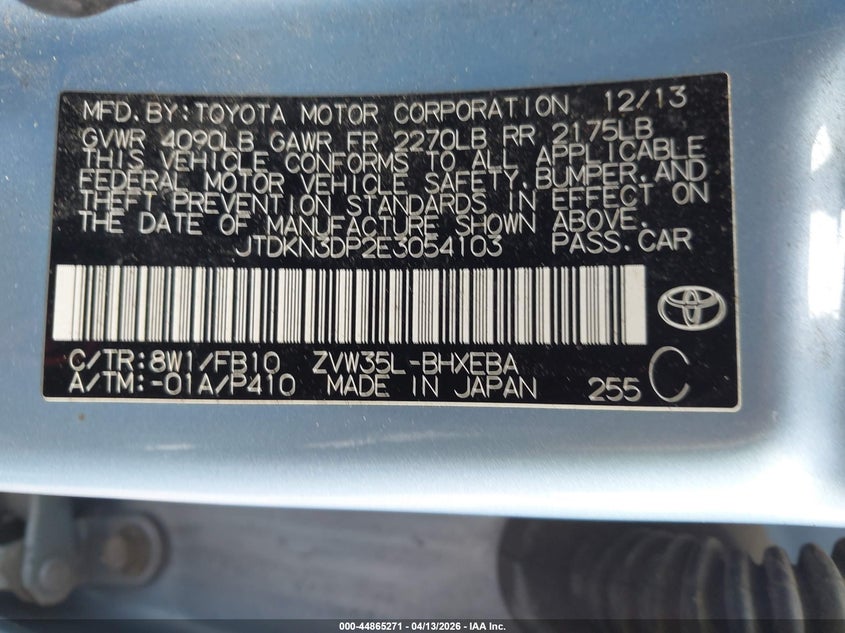 MFD. BY: TOYOTA MOTOR CORPORATION 12/13
GVWR 4090LB GAWR FR 2270LB RR 2175LB
THIS VEHICLE CONFORMS TO ALL APPLICABLE
FEDERAL MOTOR VEHICLE SAFETY, BUMPER, AND
THEFT PREVENTION STANDARDS IN EFFECT ON
THE DATE OF MANUFACTURE SHOWN ABOVE.
JTDKN3DP2E3054103 PASS. CAR
C/TR: 8W1/FB10 ZVW35L-BHXEBA
A/TM: -01A/P410 MADE IN JAPAN 255 C
000-44865271 - 04/13/2026 - IAA Inc.